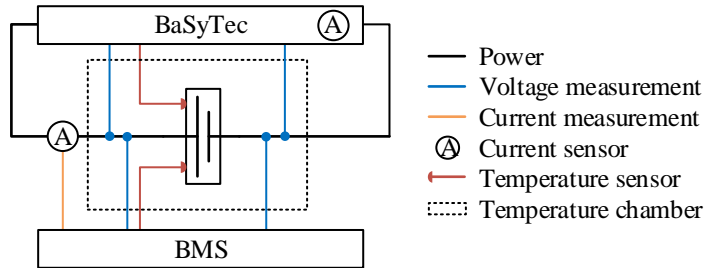 BaSyTec
A
Power
Voltage measurement
Current measurement
A
A Current sensor
Temperature sensor
Temperature chamber
BMS